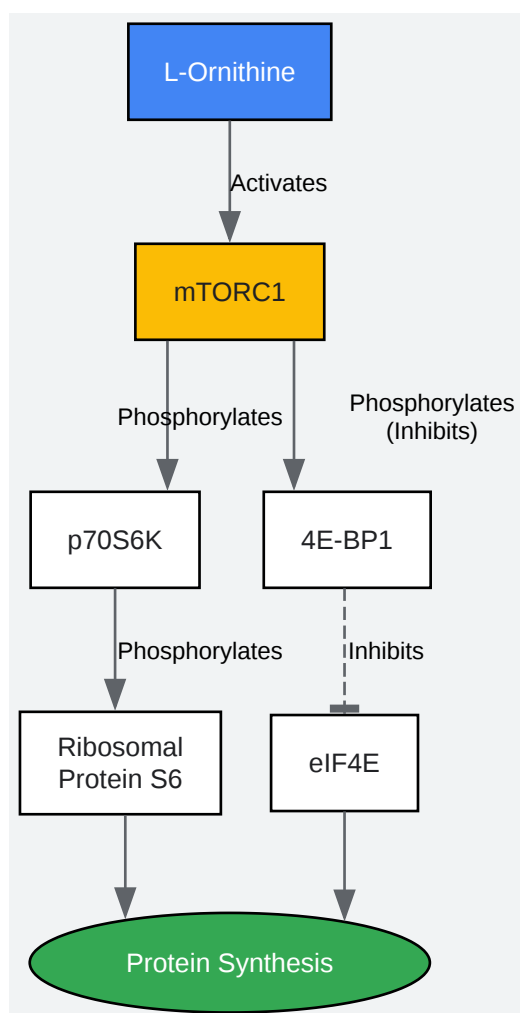 L-Ornithine
Activates
mTORC1
Phosphorylates
Phosphorylates
(Inhibits)
p70S6K
4E-BP1
Phosphorylates
Inhibits
Ribosomal
Protein S6
eIF4E
Protein Synthesis